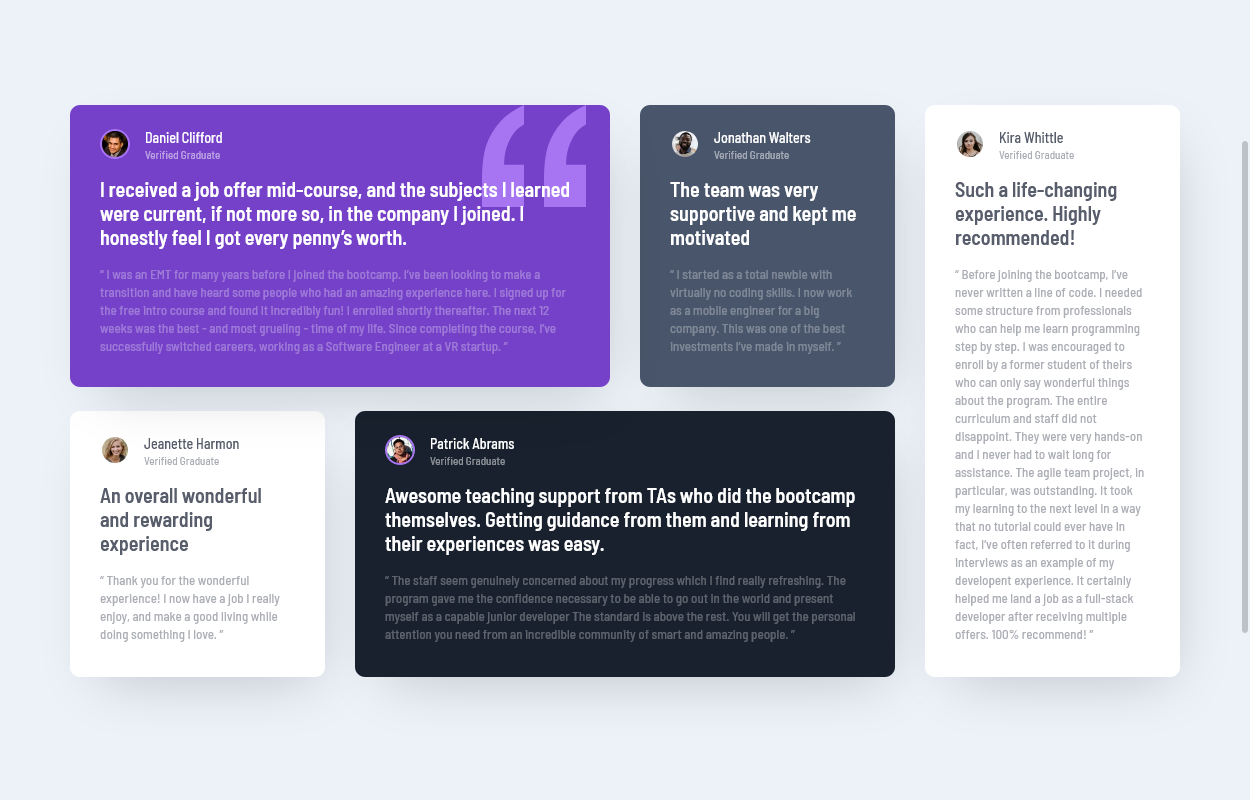 Daniel Clifford
Verified Graduate
I received a job offer mid-course, and the subjects I learned
were current, if not more so, in the company I joined. I
honestly feel I got every penny’s worth.
“ I was an EMT for many years before I joined the bootcamp. I’ve been looking to make a
transition and have heard some people who had an amazing experience here. I signed up for
the free intro course and found it incredibly fun! I enrolled shortly thereafter. The next 12
weeks was the best - and most grueling - time of my life. Since completing the course, I’ve
successfully switched careers, working as a Software Engineer at a VR startup. ”
Jonathan Walters
Verified Graduate
The team was very
supportive and kept me
motivated
“ I started as a total newbie with
virtually no coding skills. I now work
as a mobile engineer for a big
company. This was one of the best
investments I’ve made in myself. ”
Kira Whittle
Verified Graduate
Such a life-changing
experience. Highly
recommended!
“ Before joining the bootcamp, I’ve
never written a line of code. I needed
some structure from professionals
who can help me learn programming
step by step. I was encouraged to
enroll by a former student of theirs
who can only say wonderful things
about the program. The entire
curriculum and staff did not
disappoint. They were very hands-on
and I never had to wait long for
assistance. The agile team project, in
particular, was outstanding. It took
my learning to the next level in a way
that no tutorial could ever have in
fact, I’ve often referred to it during
interviews as an example of my
developent experience. It certainly
helped me land a job as a full-stack
developer after receiving multiple
offers. 100% recommend! ”
Jeanette Harmon
Verified Graduate
An overall wonderful
and rewarding
experience
“ Thank you for the wonderful
experience! I now have a job I really
enjoy, and make a good living while
doing something I love. ”
Patrick Abrams
Verified Graduate
Awesome teaching support from TAs who did the bootcamp
themselves. Getting guidance from them and learning from
their experiences was easy.
“ The staff seem genuinely concerned about my progress which I find really refreshing. The
program gave me the confidence necessary to be able to go out in the world and present
myself as a capable junior developer The standard is above the rest. You will get the personal
attention you need from an incredible community of smart and amazing people. ”